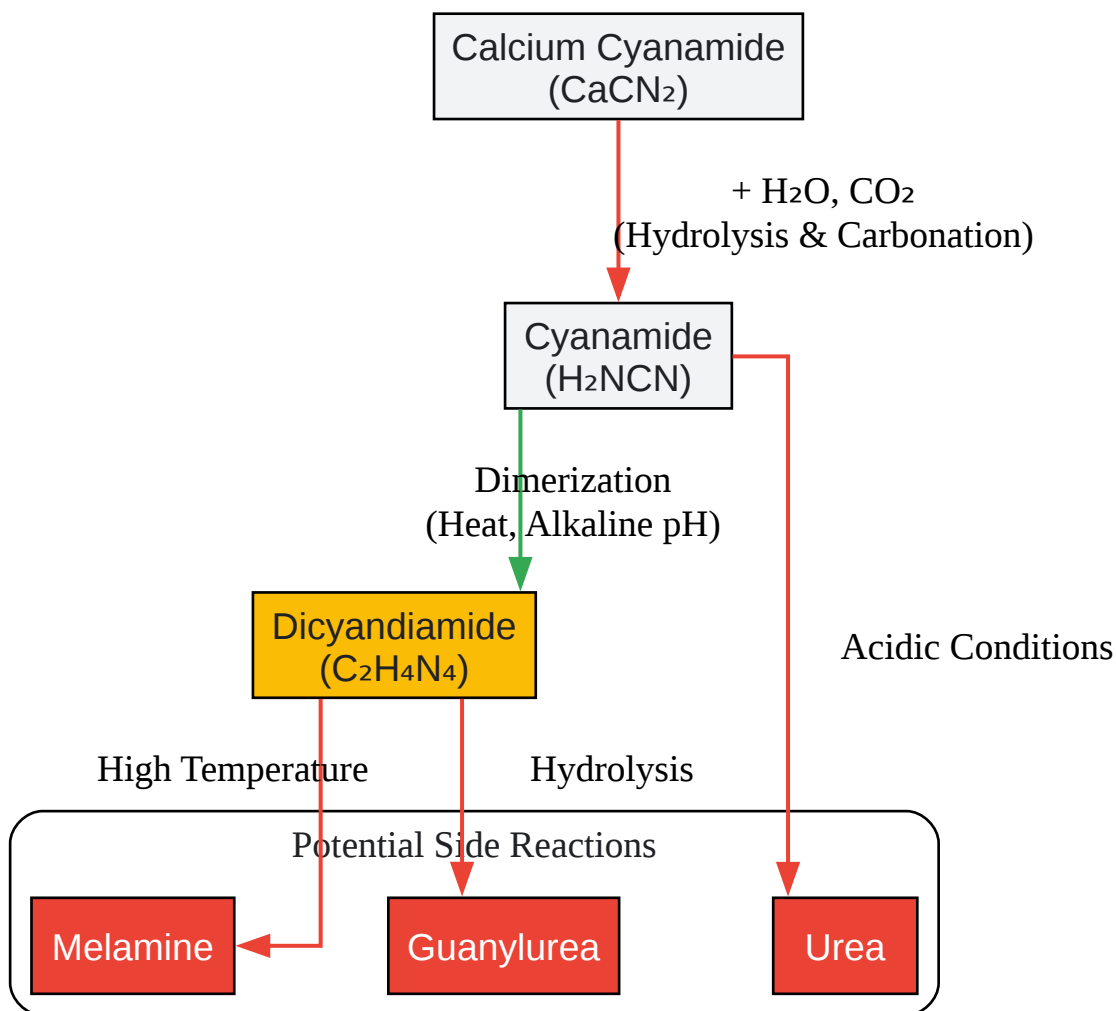 Calcium Cyanamide
(CaCN₂)
+ H₂O, CO₂
(Hydrolysis & Carbonation)
Cyanamide
(H₂NCN)
Dimerization
(Heat, Alkaline pH)
Dicyandiamide
(C₂H₄N₄)
Acidic Conditions
High Temperature
Hydrolysis
Potential Side Reactions
Melamine
Guanylurea
Urea